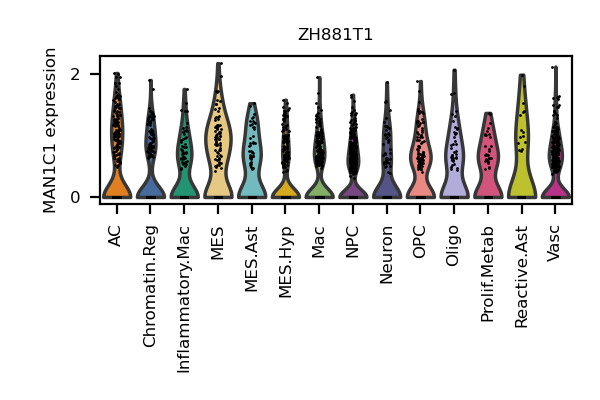 ZH881T1
MAN1C1 expression
2
0
AC
Chromatin.Reg
Inflammatory.Mac
MES
MES.Ast
MES.Hyp
Mac
NPC
Neuron
OPC
Oligo
Prolif.Metab
Reactive.Ast
Vasc